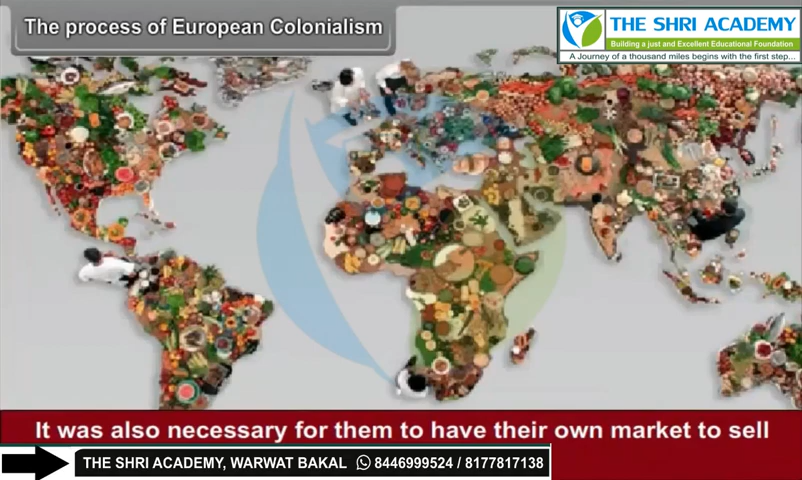 The process of European Colonialism
THE SHRI ACADEMY
Building a just and Excellent Educational Foundation
A Journey of a thousand miles begins with the first step...
It was also necessary for them to have their own market to sell
THE SHRI ACADEMY, WARWAT BAKAL 8446999524 / 8177817138